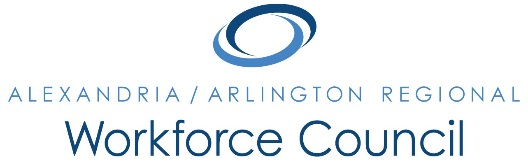 ALEXANDRIA / ARLINGTON REGIONAL
Workforce Council